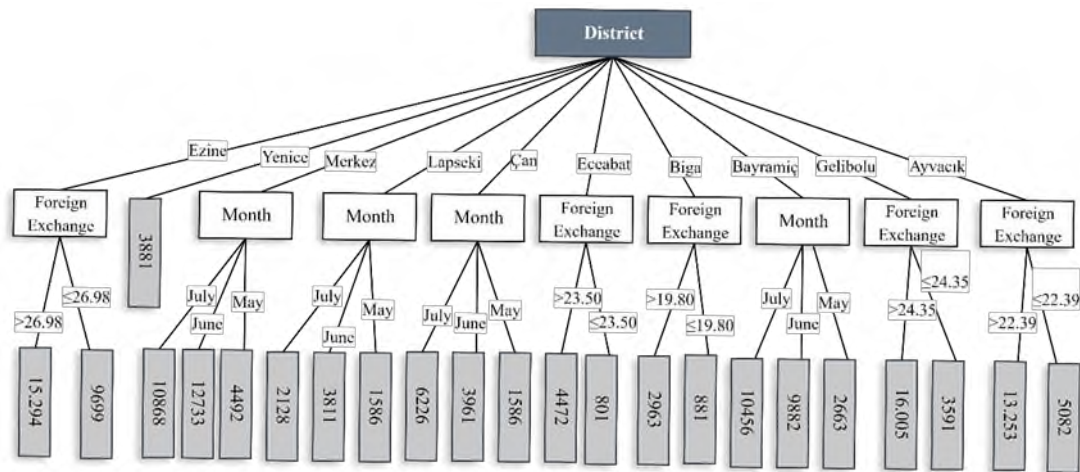 District
Ezine
Yenice
Merkez
Lapseki
Çan
Eceabat
Biga
Bayramiç
Gelibolu
Ayvacık
Foreign
Exchange
3881
Month
Month
Month
Foreign
Exchange
Foreign
Exchange
Month
Foreign
Exchange
Foreign
Exchange
>26.98
≤26.98
July
June
May
July
June
May
July
June
May
>23.50
≤23.50
>19.80
≤19.80
July
June
May
>24.35
≤24.35
>22.39
≤22.39
15.294
9699
10868
12733
4492
2128
3811
1586
6226
3961
1586
4472
801
2963
881
10456
9882
2663
16.005
3591
13.253
5082